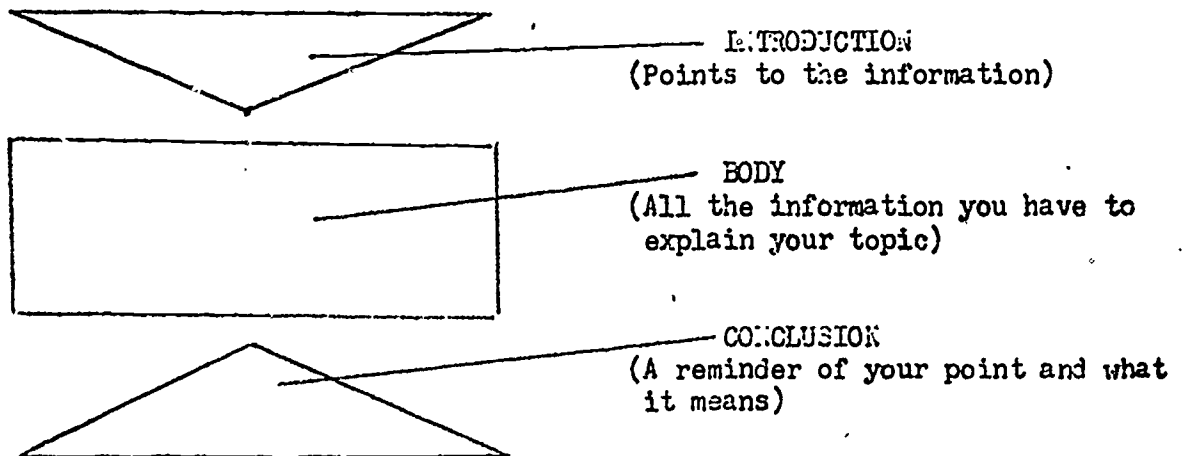 INTRODUCTION
(Points to the information)
BODY
(All the information you have to
explain your topic)
CONCLUSION
(A reminder of your point and what
it means)